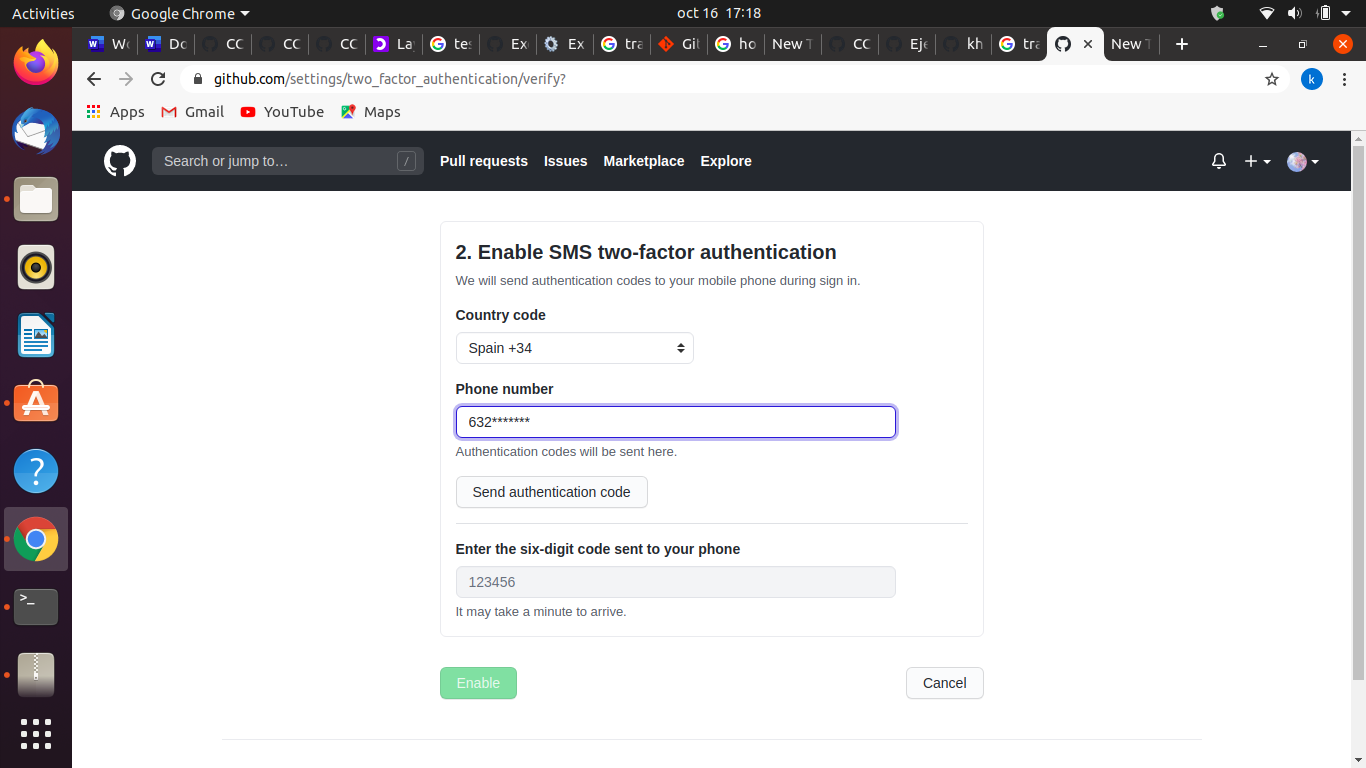 Activities
Google Chrome
oct 16 17:18
Wo
Do
CC
CC
CC
La
tes
Exe
Ex
tra
Git
ho
New T
CC
Eje
kh
tra
New T
github.com/settings/two_factor_authentication/verify?
k
Apps
Gmail
YouTube
Maps
Search or jump to…
/
Pull requests
Issues
Marketplace
Explore
2. Enable SMS two-factor authentication
We will send authentication codes to your mobile phone during sign in.
Country code
Spain +34
Phone number
632*******
Authentication codes will be sent here.
Send authentication code
Enter the six-digit code sent to your phone
123456
It may take a minute to arrive.
Enable
Cancel